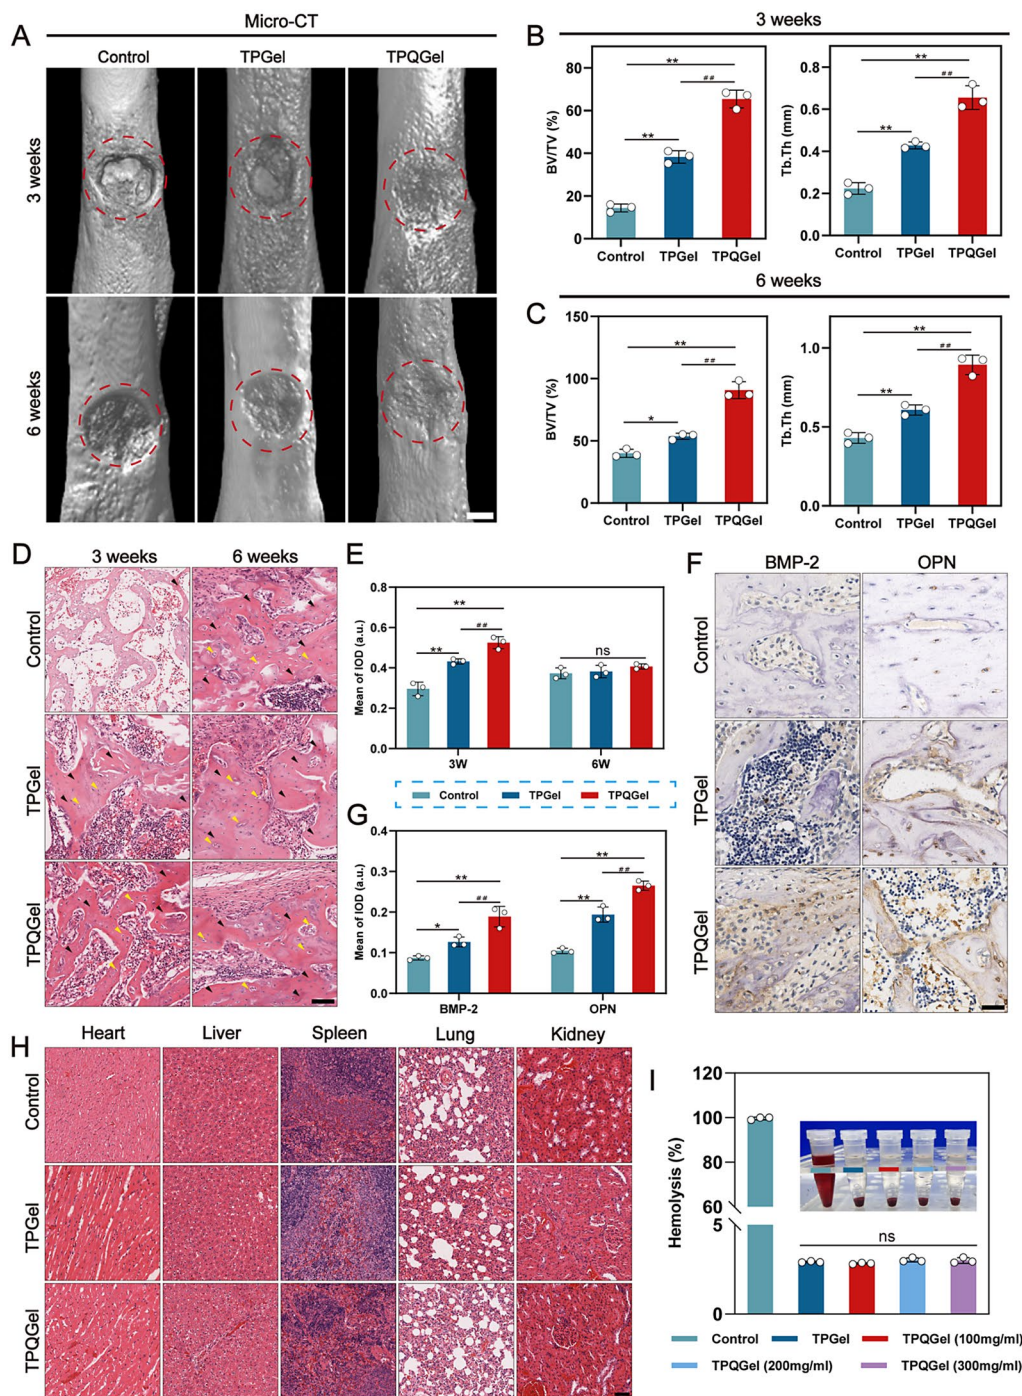 Micro-CT
A
Control
TPGel
TPQGel
3 weeks
6 weeks
3 weeks
B
BV/TV (%)
80
60
40
20
0
**
##
**
Control
TPGel
TPQGel
Tb.Th (mm)
0.8
0.6
0.4
0.2
0.0
**
##
**
Control
TPGel
TPQGel
6 weeks
C
BV/TV (%)
150
100
50
0
**
##
*
Control
TPGel
TPQGel
Tb.Th (mm)
1.0
0.5
0.0
**
##
**
Control
TPGel
TPQGel
D
3 weeks
6 weeks
Control
TPGel
TPQGel
E
Mean of IOD (a.u.)
0.8
0.6
0.4
0.2
0.0
**
##
**
ns
3W
6W
Control
TPGel
TPQGel
G
Mean of IOD (a.u.)
0.4
0.3
0.2
0.1
0.0
**
##
*
**
##
**
BMP-2
OPN
F
BMP-2
OPN
Control
TPGel
TPQGel
H
Heart
Liver
Spleen
Lung
Kidney
Control
TPGel
TPQGel
I
Hemolysis (%)
120
100
80
60
5
0
ns
Control
TPGel
TPQGel (100mg/ml)
TPQGel (200mg/ml)
TPQGel (300mg/ml)